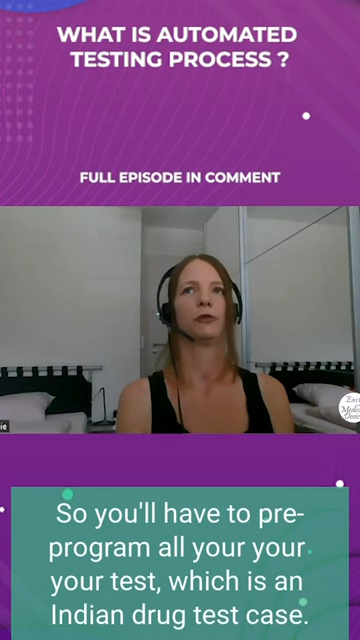 WHAT IS AUTOMATED
TESTING PROCESS ?
FULL EPISODE IN COMMENT
Medical
So you'll have to pre-
program all your your
your test, which is an
Indian drug test case.